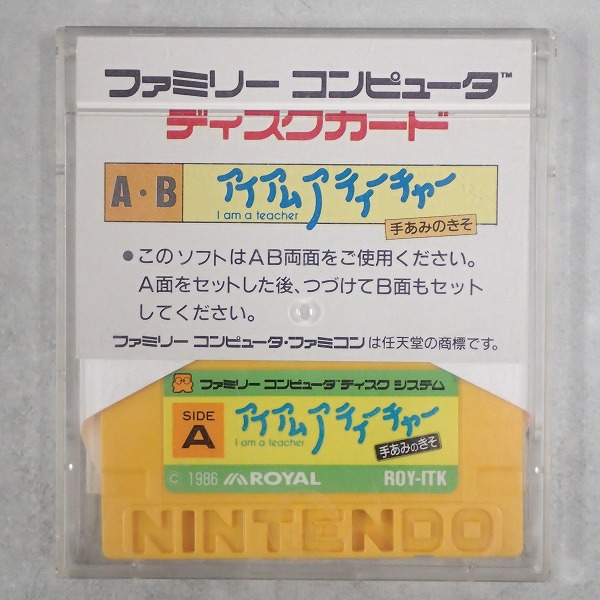 ファミリー コンピュータ™
ディスクカード
A・B
アイアムアティーチャー
I am a teacher
手あみのきそ
●このソフトはAB両面をご使用ください。
A面をセットした後、つづけてB面もセット
してください。
ファミリー コンピュータ・ファミコンは任天堂の商標です。
ファミリー コンピュータ™ ディスク システム
SIDE
A
アイアムアティーチャー
I am a teacher
手あみのきそ
© 1986 ROYAL ROY-ITK
NINTENDO